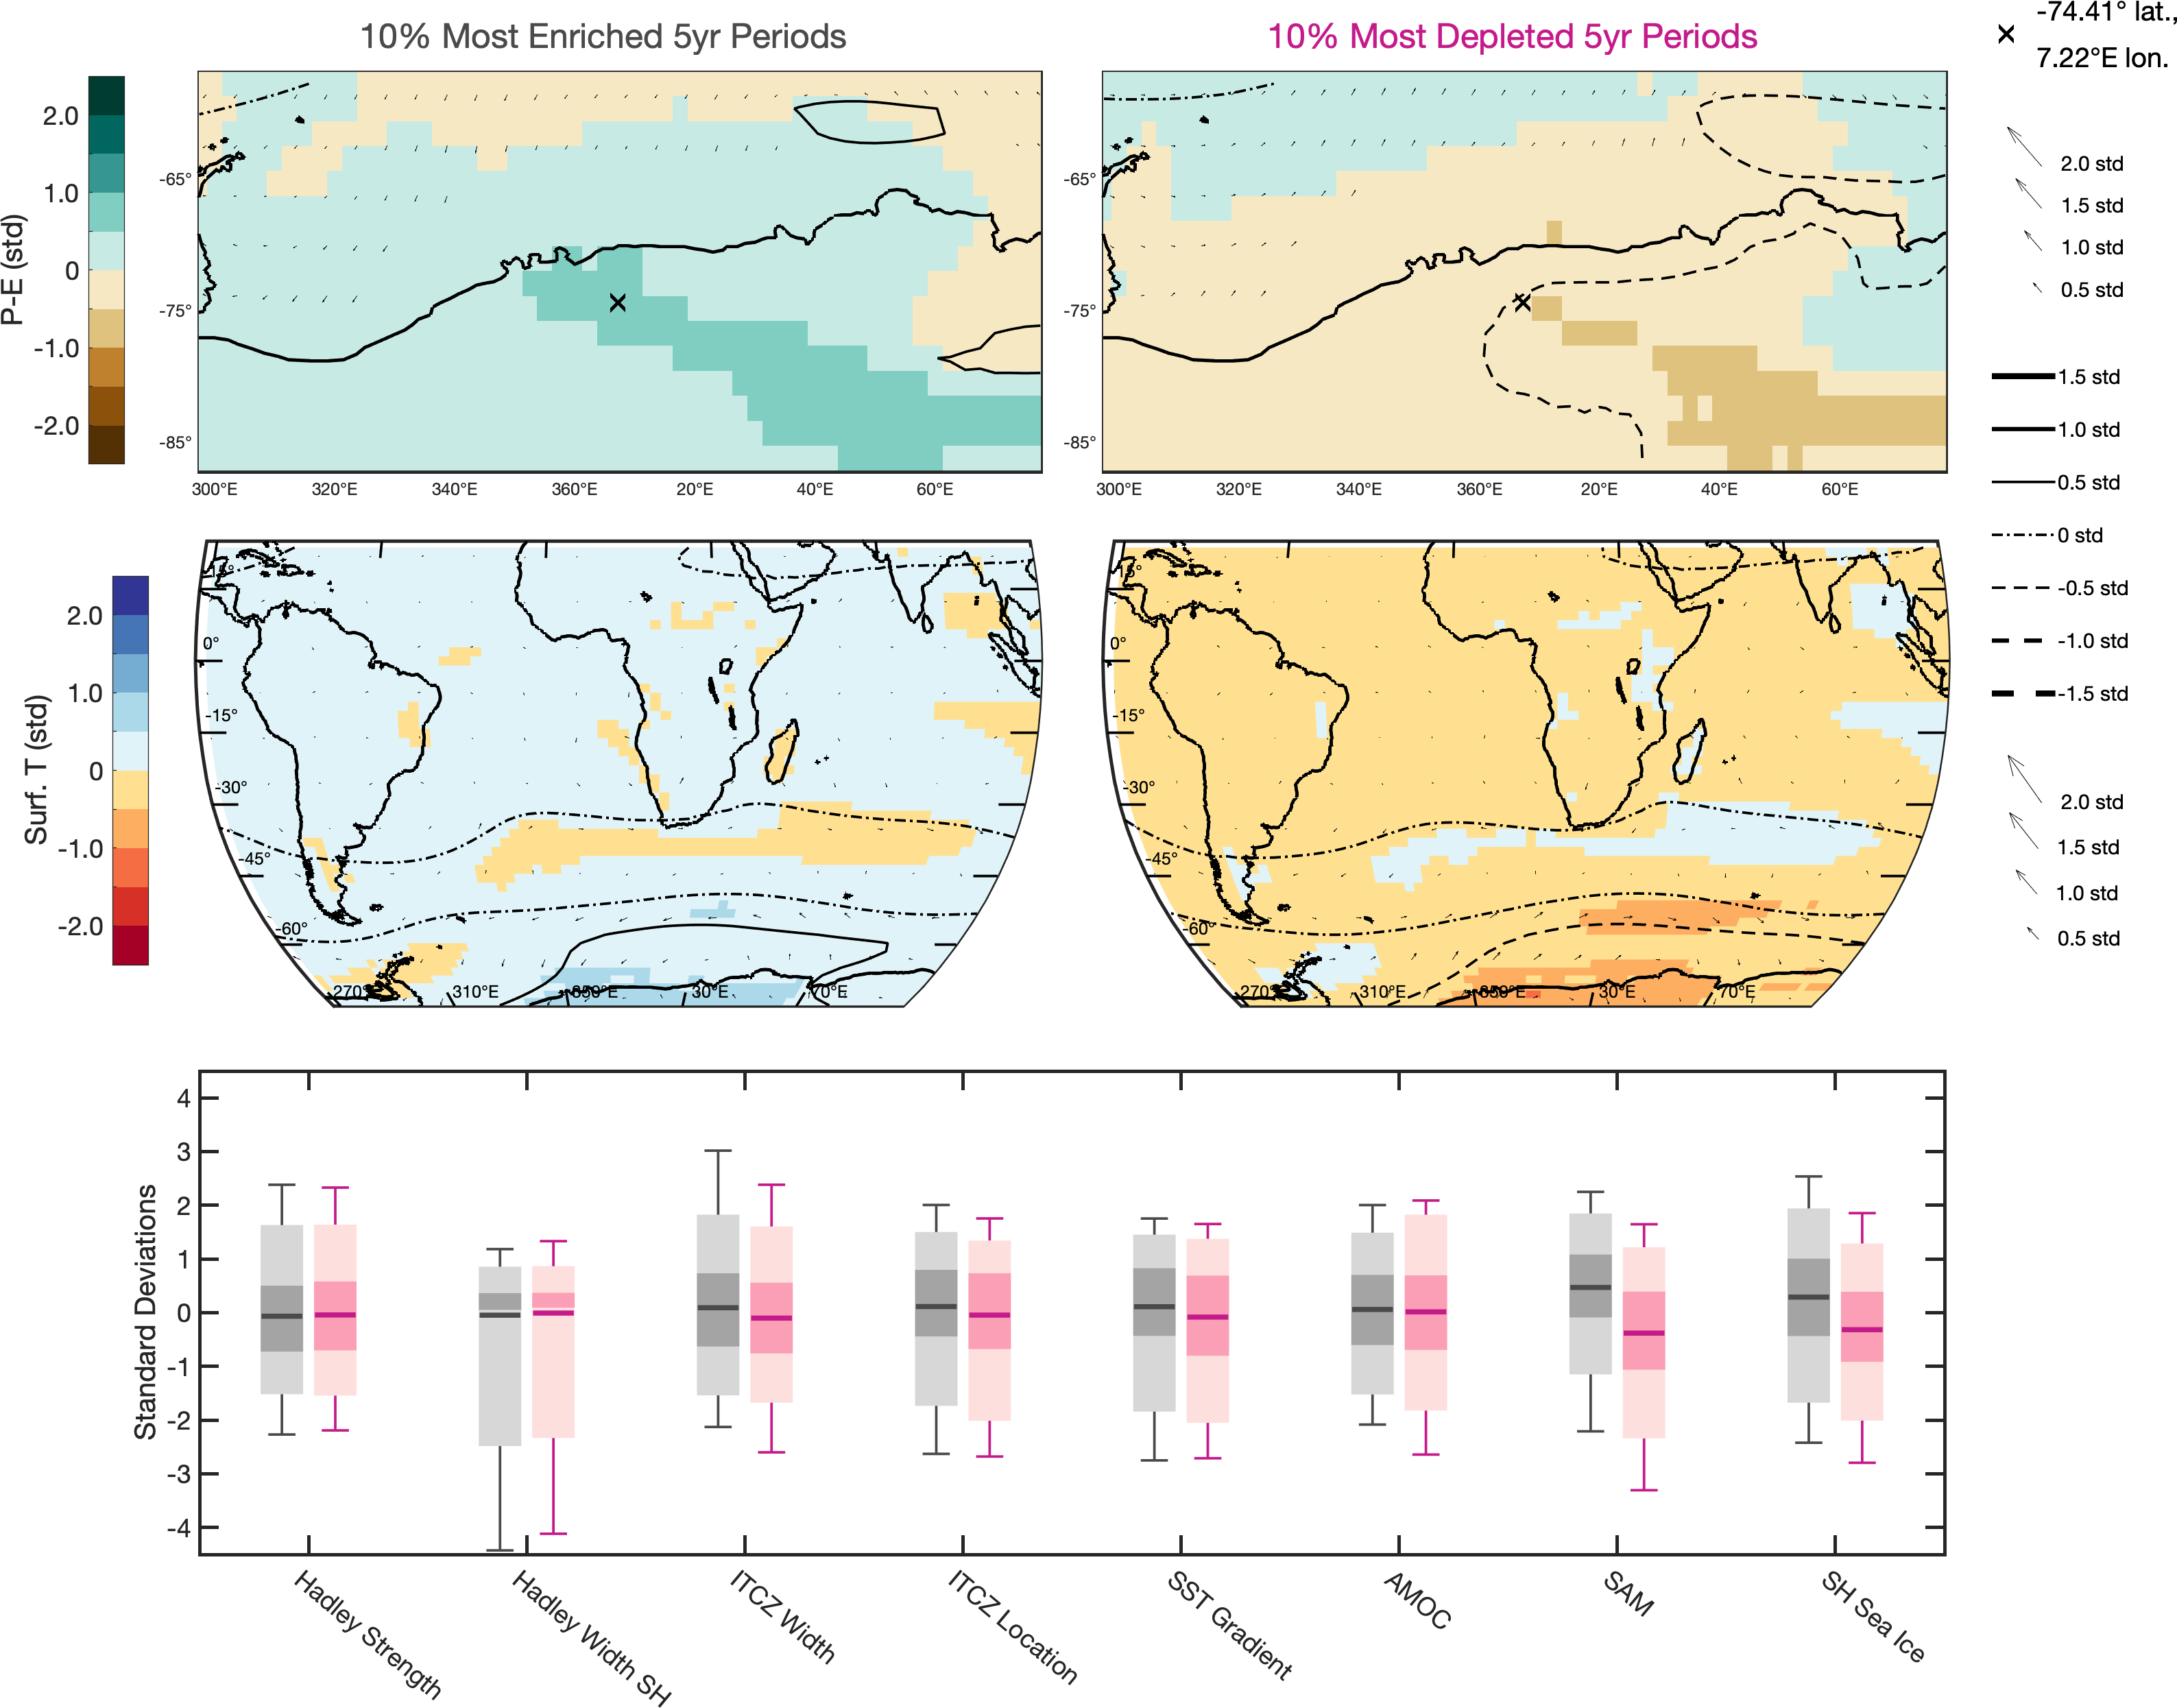 10% Most Enriched 5yr Periods
10% Most Depleted 5yr Periods
-74.41° lat.,
7.22°E lon.
P-E (std)
2.0
1.0
0
-1.0
-2.0
-65°
-75°
-85°
300°E 320°E 340°E 360°E 20°E 40°E 60°E
-65°
-75°
-85°
300°E 320°E 340°E 360°E 20°E 40°E 60°E
2.0 std
1.5 std
1.0 std
0.5 std
1.5 std
1.0 std
0.5 std
0 std
-0.5 std
-1.0 std
-1.5 std
Surf. T (std)
2.0
1.0
0
-1.0
-2.0
15°
0°
-15°
-30°
-45°
-60°
270° 310°E 350°E 30°E 70°E
15°
0°
-15°
-30°
-45°
-60°
270° 310°E 350°E 30°E 70°E
2.0 std
1.5 std
1.0 std
0.5 std
Standard Deviations
4
3
2
1
0
-1
-2
-3
-4
Hadley Strength
Hadley Width SH
ITCZ Width
ITCZ Location
SST Gradient
AMOC
SAM
SH Sea Ice